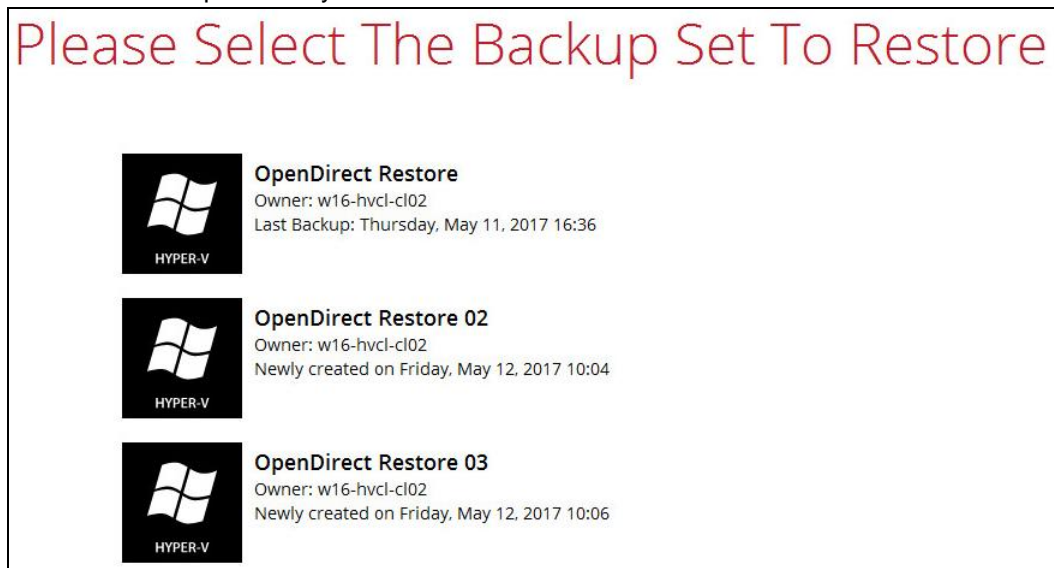 Please Select The Backup Set To Restore
HYPER-V
OpenDirect Restore
Owner: w16-hvcl-cl02
Last Backup: Thursday, May 11, 2017 16:36
HYPER-V
OpenDirect Restore 02
Owner: w16-hvcl-cl02
Newly created on Friday, May 12, 2017 10:04
HYPER-V
OpenDirect Restore 03
Owner: w16-hvcl-cl02
Newly created on Friday, May 12, 2017 10:06